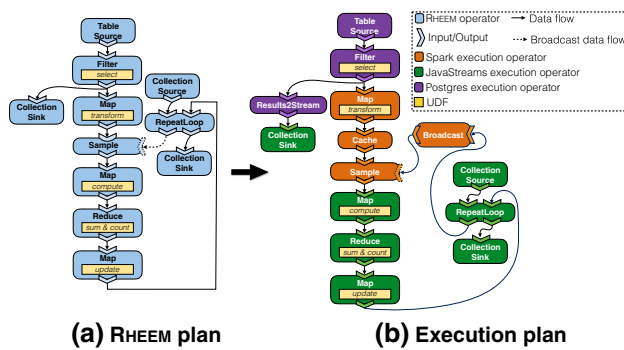 Table
Source
Filter
select
Collection
Sink
Map
transform
Collection
Source
RepeatLoop
Sample
Collection
Sink
Map
compute
Reduce
sum & count
Map
update
(a) RHEEM plan
Table
Source
Filter
select
Results2Stream
Map
transform
Collection
Sink
Cache
Broadcast
Sample
Collection
Source
Map
compute
RepeatLoop
Reduce
sum & count
Collection
Sink
Map
update
(b) Execution plan
RHEEM operator
Data flow
Input/Output
Broadcast data flow
Spark execution operator
JavaStreams execution operator
Postgres execution operator
UDF